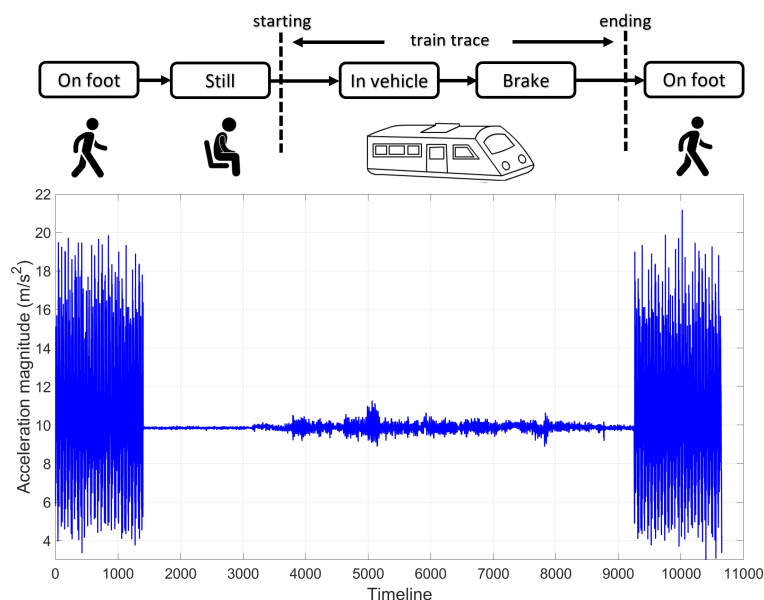 starting
ending
train trace
On foot
Still
In vehicle
Brake
On foot
22
20
18
16
14
12
10
8
6
4
Acceleration magnitude (m/s²)
0
1000
2000
3000
4000
5000
6000
7000
8000
9000
10000
11000
Timeline